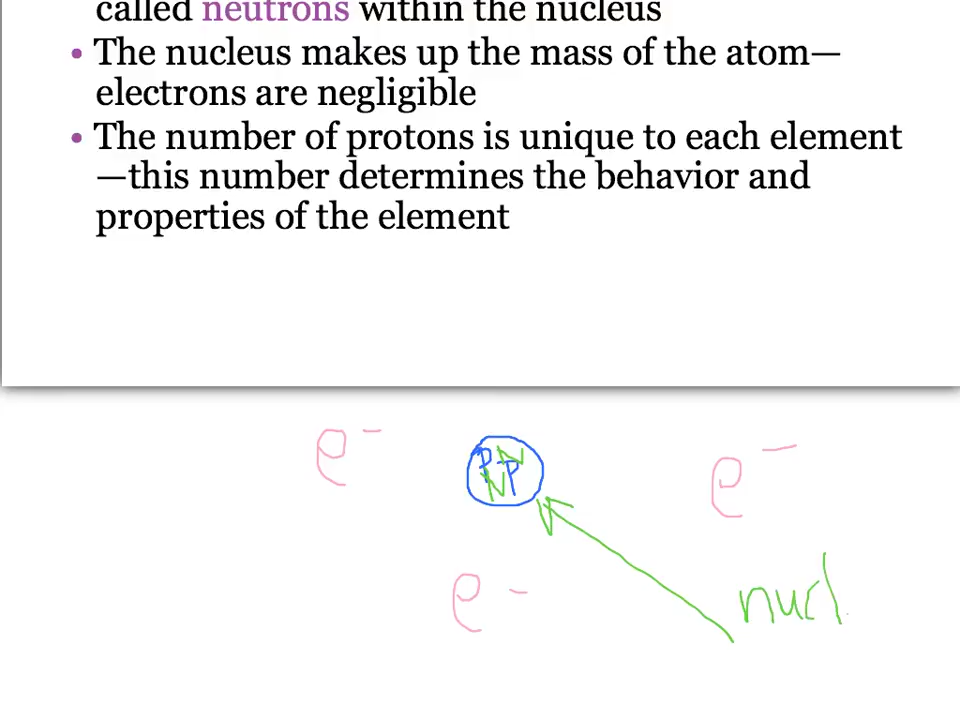 called neutrons within the nucleus
• The nucleus makes up the mass of the atom—
electrons are negligible
• The number of protons is unique to each element
—this number determines the behavior and
properties of the element
e-
P N
N P
e-
e-
nucl